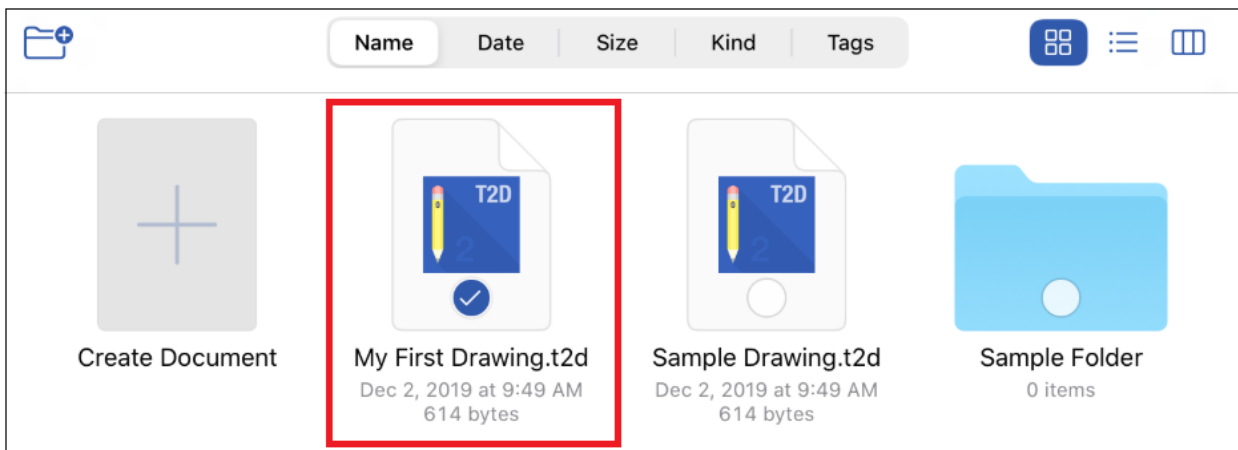 Name Date Size Kind Tags
T2D T2D
2 2
Create Document My First Drawing.t2d Sample Drawing.t2d Sample Folder
Dec 2, 2019 at 9:49 AM Dec 2, 2019 at 9:49 AM 0 items
614 bytes 614 bytes